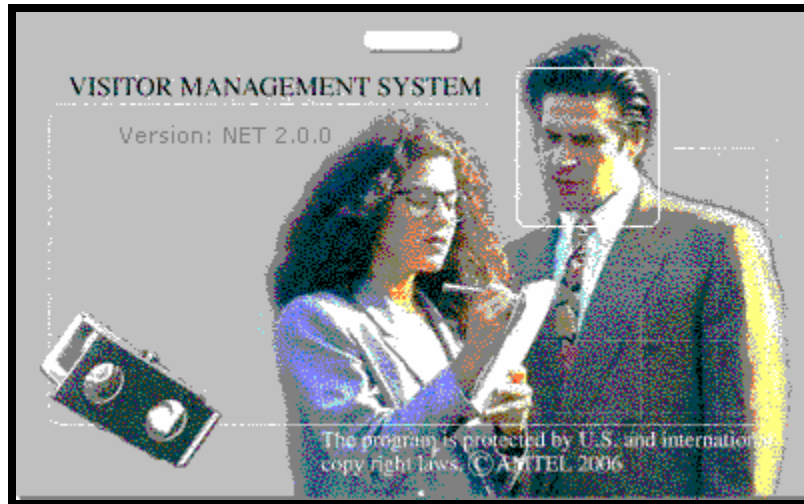 VISITOR MANAGEMENT SYSTEM
Version: NET 2.0.0
The program is protected by U.S. and international
copy right laws. ©AMTEL 2006